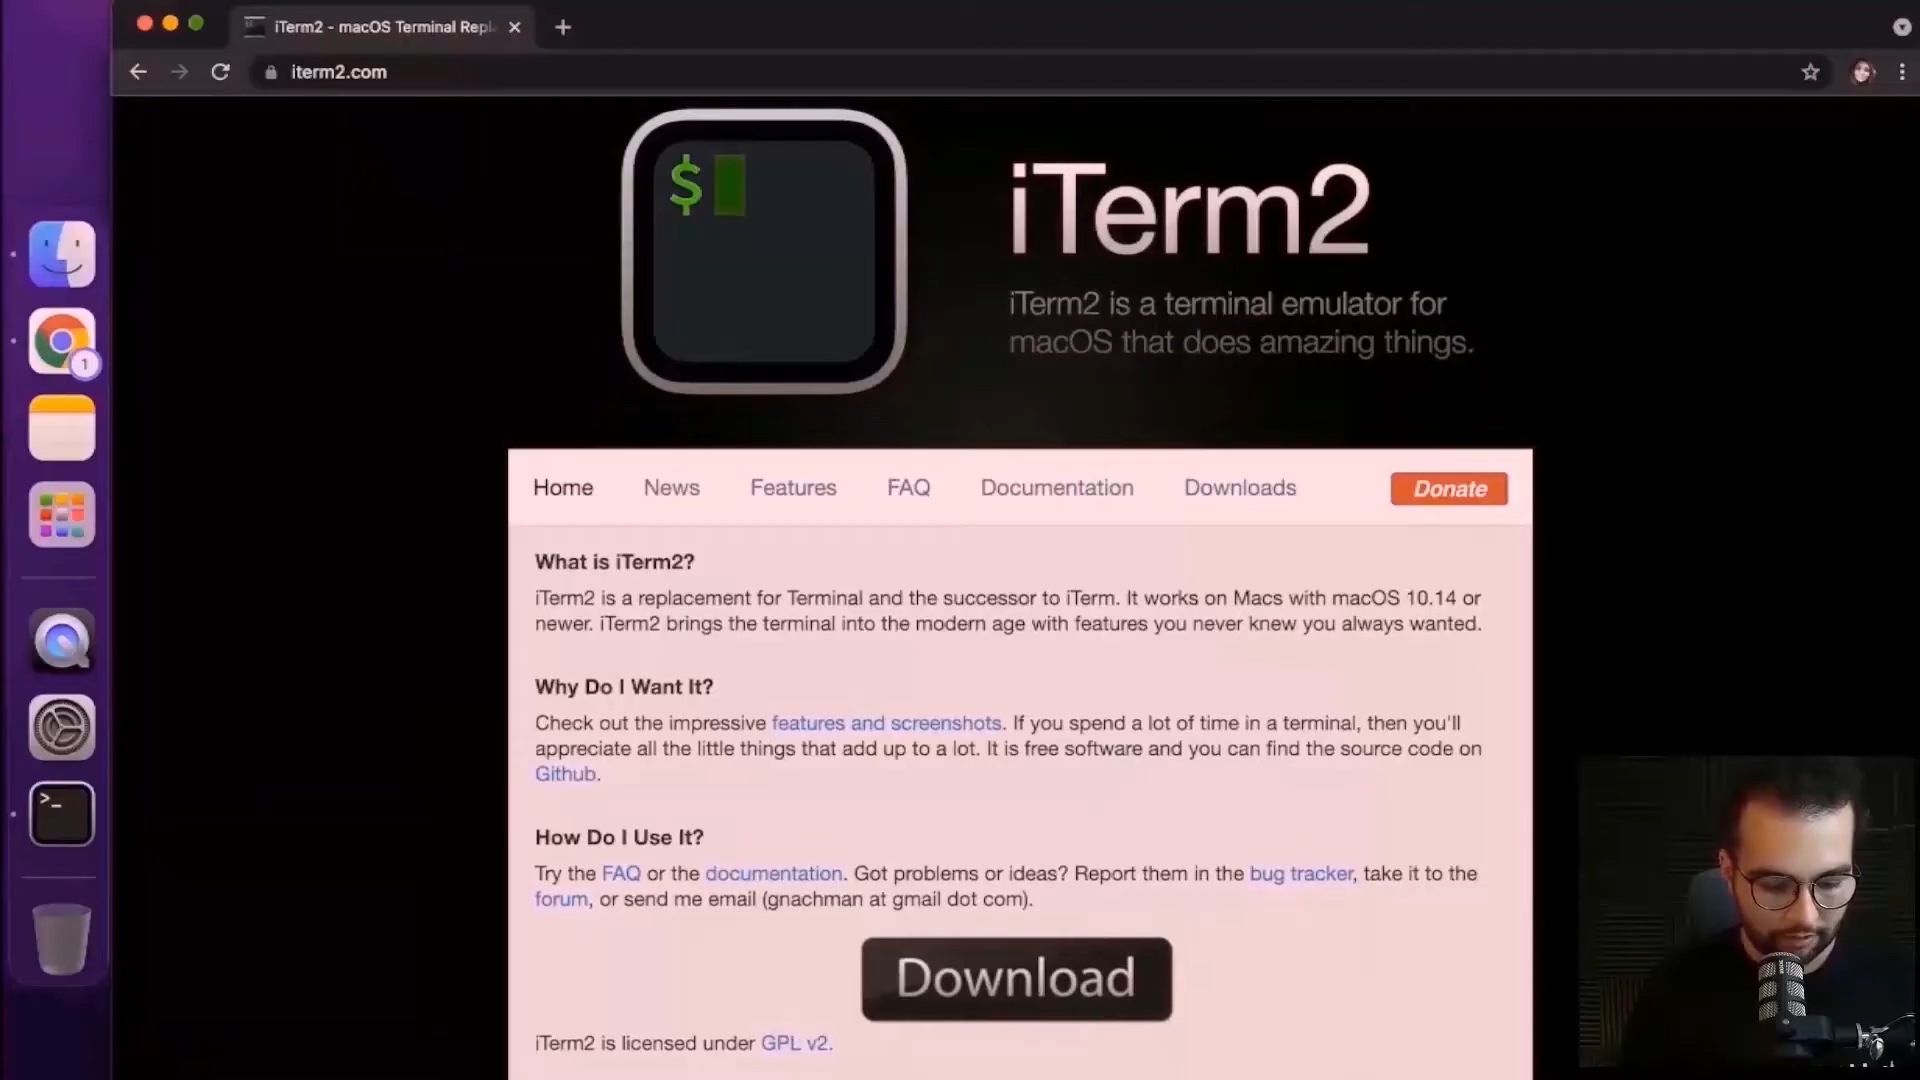 iTerm2 - macOS Terminal Repl
iterm2.com
$
iTerm2
iTerm2 is a terminal emulator for
macOS that does amazing things.
1
Home News Features FAQ Documentation Downloads Donate
What is iTerm2?
iTerm2 is a replacement for Terminal and the successor to iTerm. It works on Macs with macOS 10.14 or
newer. iTerm2 brings the terminal into the modern age with features you never knew you always wanted.
Why Do I Want It?
Check out the impressive features and screenshots. If you spend a lot of time in a terminal, then you'll
appreciate all the little things that add up to a lot. It is free software and you can find the source code on
Github.
How Do I Use It?
Try the FAQ or the documentation. Got problems or ideas? Report them in the bug tracker, take it to the
forum, or send me email (gnachman at gmail dot com).
Download
iTerm2 is licensed under GPL v2.
>_